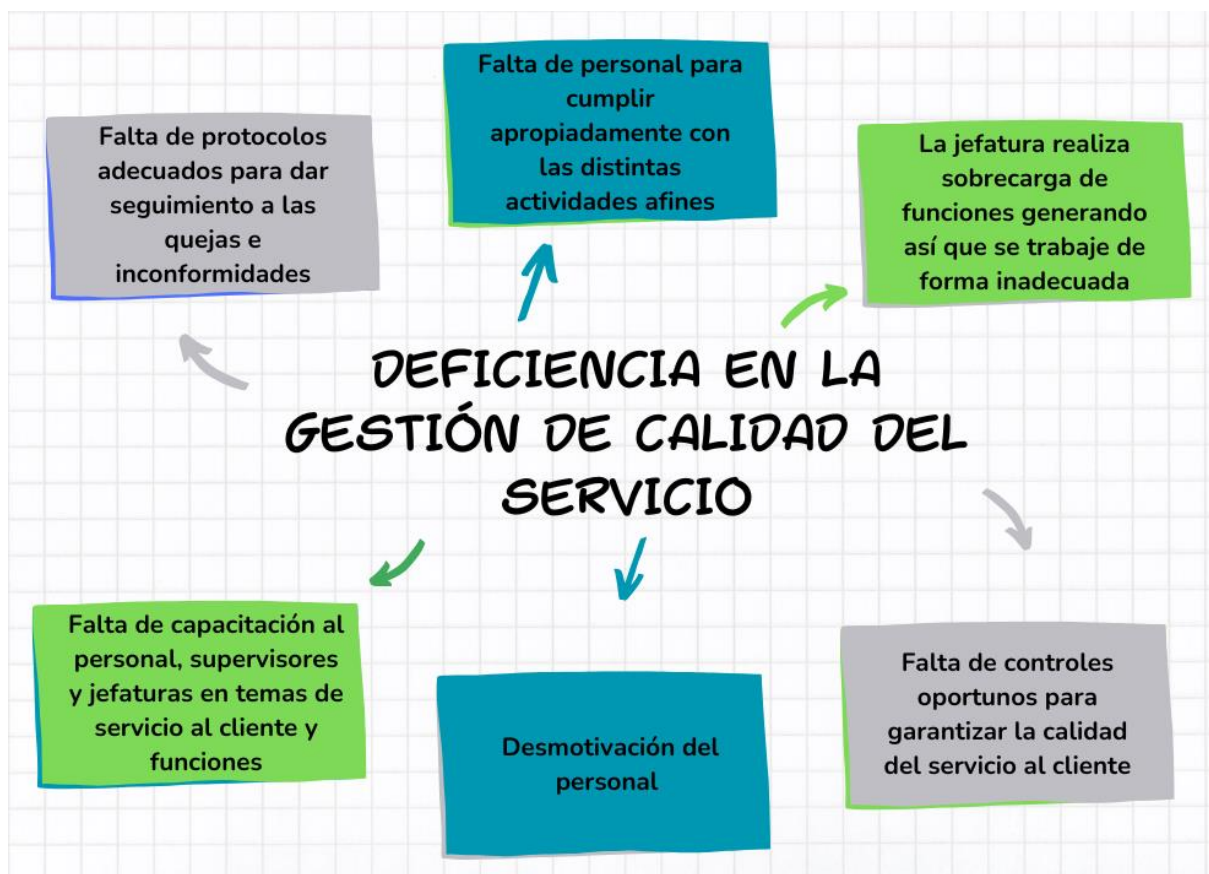 Falta de personal para
cumplir
apropiadamente con
las distintas
actividades afines
Falta de protocolos
adecuados para dar
seguimiento a las
quejas e
inconformidades
La jefatura realiza
sobrecarga de
funciones generando
así que se trabaje de
forma inadecuada
DEFICIENCIA EN LA
GESTIÓN DE CALIDAD DEL
SERVICIO
Falta de capacitación al
personal, supervisores
y jefaturas en temas de
servicio al cliente y
funciones
Desmotivación del
personal
Falta de controles
oportunos para
garantizar la calidad
del servicio al cliente